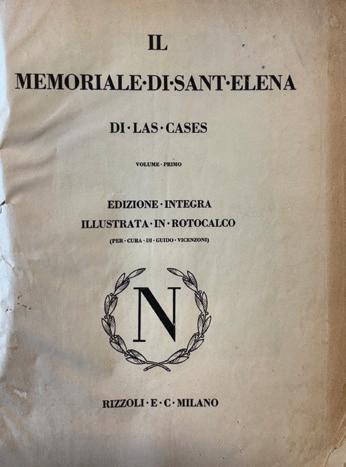 IL
MEMORIALE·DI·SANT·ELENA
DI·LAS·CASES
VOLUME·PRIMO
EDIZIONE·INTEGRA
ILLUSTRATA·IN·ROTOCALCO
(PER·CURA·DI·GUIDO·VICENZONI)
N
RIZZOLI·E·C·MILANO